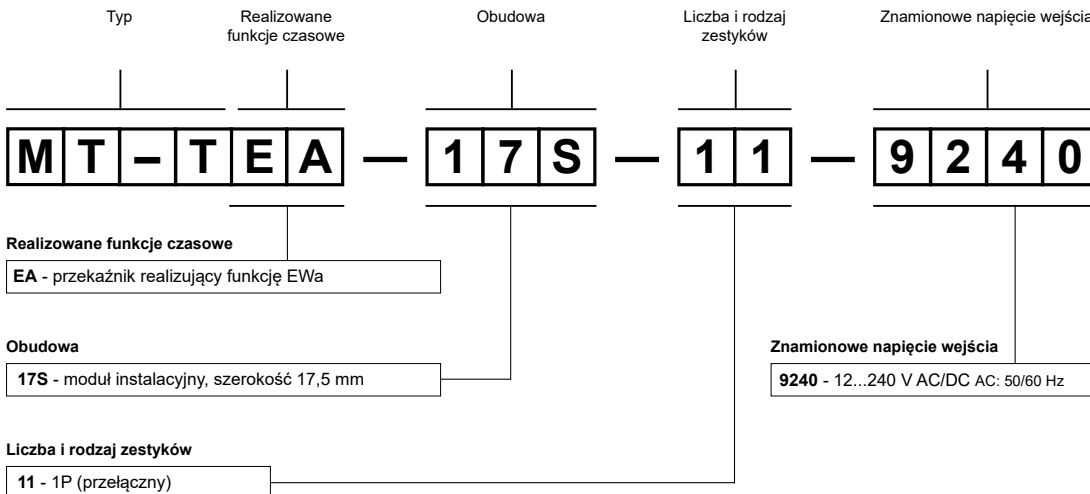 Typ
Realizowane
funkcje czasowe
Obudowa
Liczba i rodzaj
zestyków
Znamionowe napięcie wejścia
MT–TEA — 17S — 11 — 9240
Realizowane funkcje czasowe
EA - przekaźnik realizujący funkcję EWa
Obudowa
17S - moduł instalacyjny, szerokość 17,5 mm
Znamionowe napięcie wejścia
9240 - 12...240 V AC/DC AC: 50/60 Hz
Liczba i rodzaj zestyków
11 - 1P (przełączny)